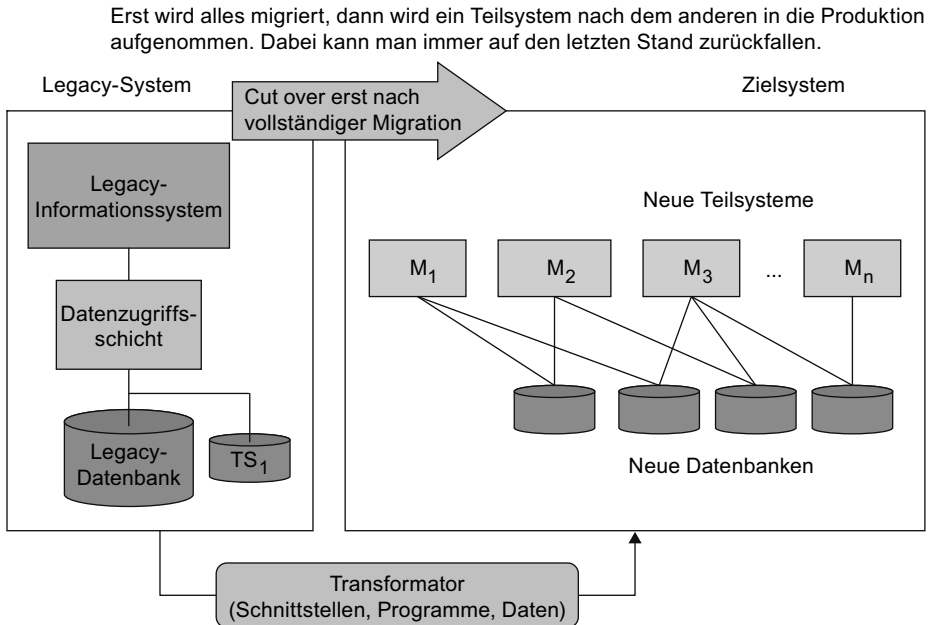 Erst wird alles migriert, dann wird ein Teilsystem nach dem anderen in die Produktion
aufgenommen. Dabei kann man immer auf den letzten Stand zurückfallen.
Legacy-System
Cut over erst nach
vollständiger Migration
Zielsystem
Legacy-
Informationssystem
Datenzugriffs-
schicht
Legacy-
Datenbank
TS₁
Neue Teilsysteme
M₁ M₂ M₃ ... Mₙ
Neue Datenbanken
Transformator
(Schnittstellen, Programme, Daten)